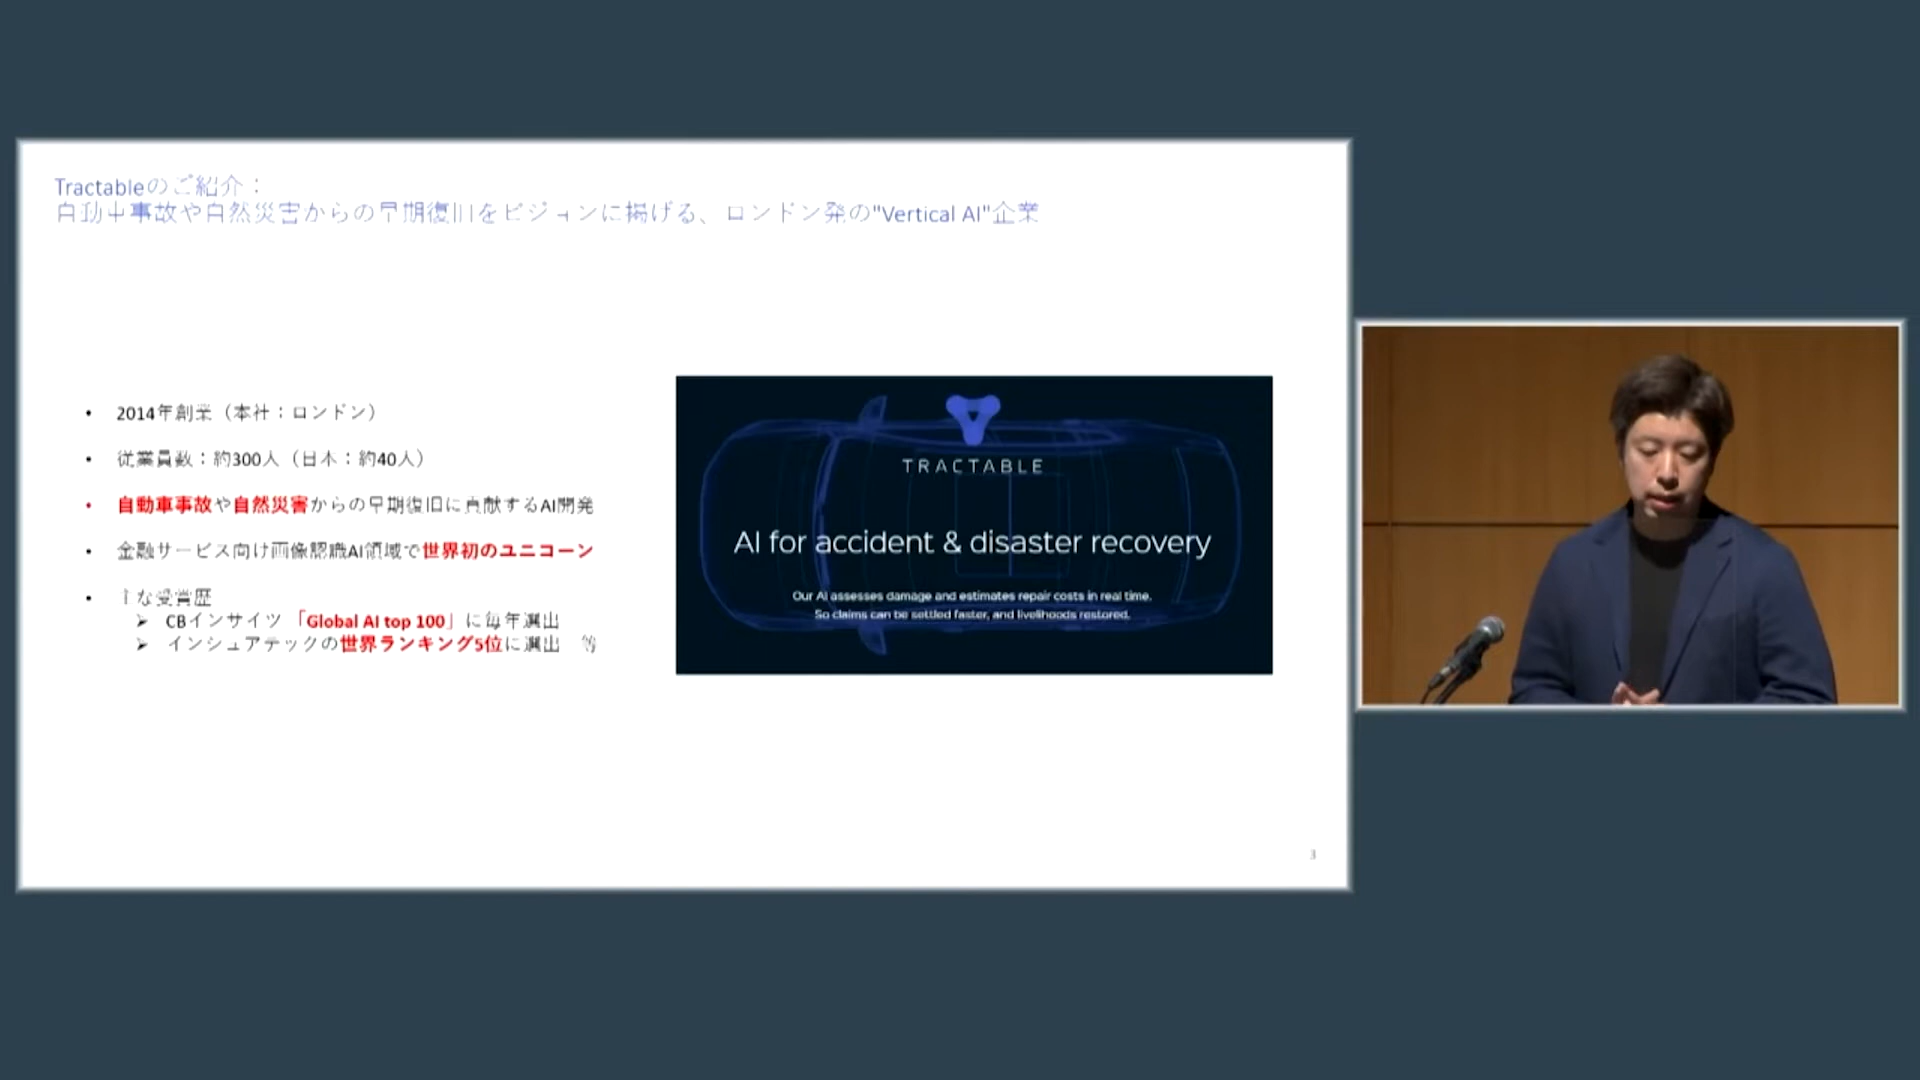 Tractableのご紹介：
自動車事故や自然災害からの早期復旧をビジョンに掲げる、ロンドン発の"Vertical AI"企業
• 2014年創業（本社：ロンドン）
• 従業員数：約300人（日本：約40人）
• 自動車事故や自然災害からの早期復旧に貢献するAI開発
• 金融サービス向け画像認識AI領域で世界初のユニコーン
• 主な受賞歴
➢ CBインサイツ「Global AI top 100」に毎年選出
➢ インシュアテックの世界ランキング5位に選出 等
TRACTABLE
AI for accident & disaster recovery
Our AI assesses damage and estimates repair costs in real time.
So claims can be settled faster, and livelihoods restored.
3